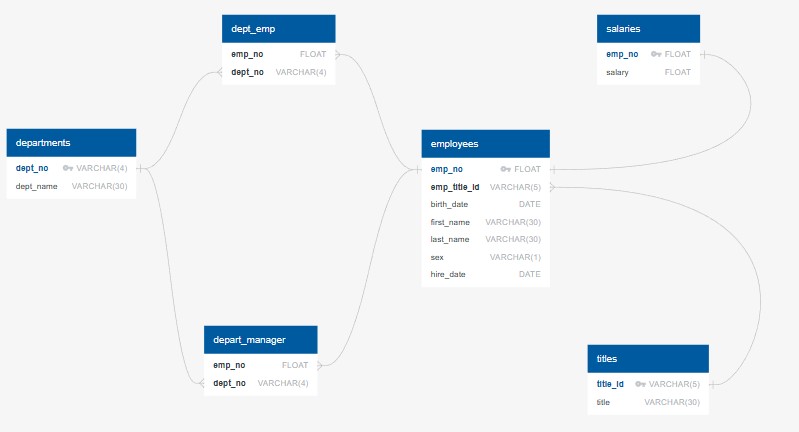 dept_emp
emp_no FLOAT
dept_no VARCHAR(4)
salaries
emp_no FLOAT
salary FLOAT
departments
dept_no VARCHAR(4)
dept_name VARCHAR(30)
employees
emp_no FLOAT
emp_title_id VARCHAR(5)
birth_date DATE
first_name VARCHAR(30)
last_name VARCHAR(30)
sex VARCHAR(1)
hire_date DATE
depart_manager
emp_no FLOAT
dept_no VARCHAR(4)
titles
title_id VARCHAR(5)
title VARCHAR(30)